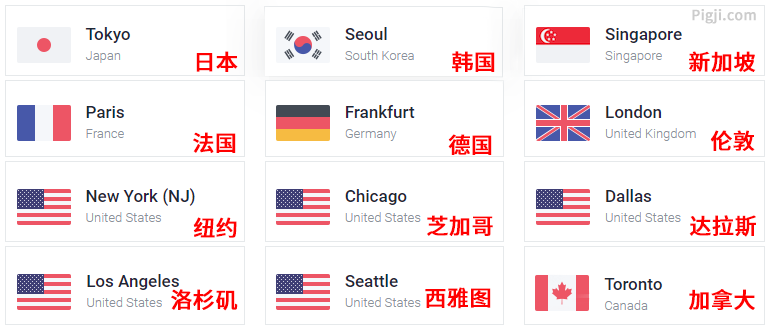 Pigji.com
Tokyo
Japan
日本
Seoul
South Korea
韩国
Singapore
Singapore
新加坡
Paris
France
法国
Frankfurt
Germany
德国
London
United Kingdom
伦敦
New York (NJ)
United States
纽约
Chicago
United States
芝加哥
Dallas
United States
达拉斯
Los Angeles
United States
洛杉矶
Seattle
United States
西雅图
Toronto
Canada
加拿大